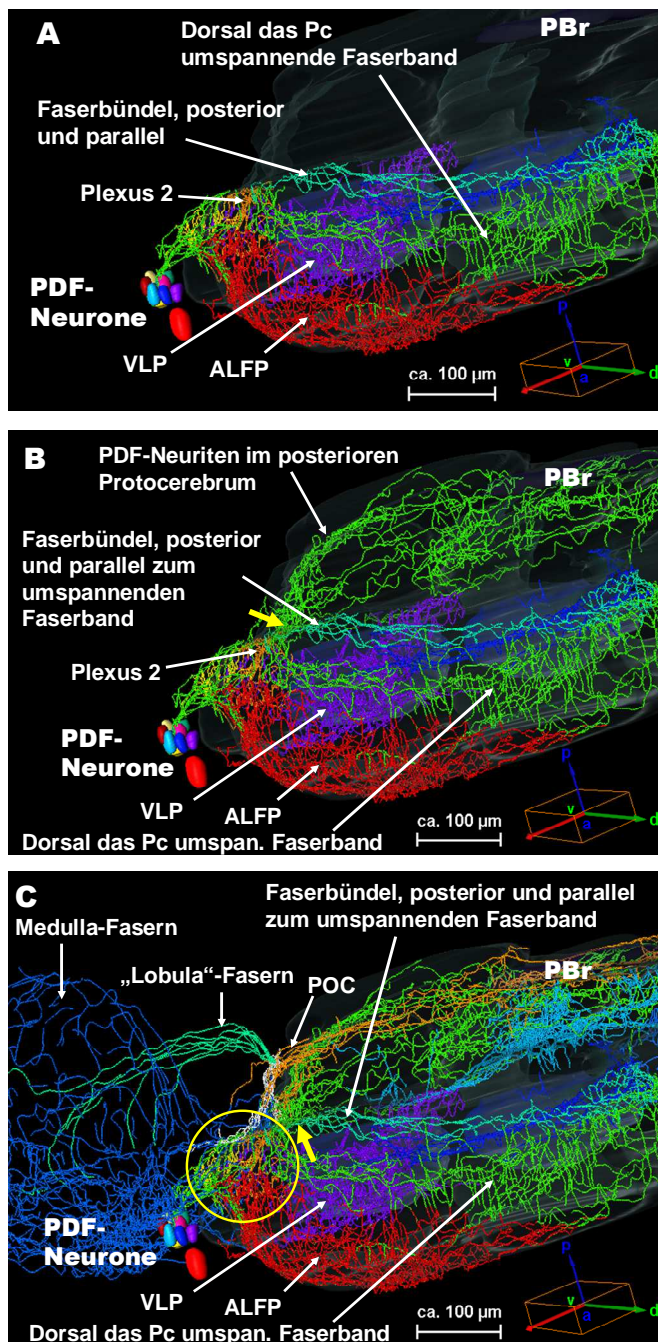 A
Dorsal das Pc
umspannende Faserband
PBr
Faserbündel, posterior
und parallel
Plexus 2
PDF-
Neurone
VLP
ALFP
ca. 100 µm
p
v
a
d
B
PDF-Neuriten im posterioren
Protocerebrum
PBr
Faserbündel, posterior
und parallel zum
umspannenden
Faserband
Plexus 2
PDF-
Neurone
VLP
ALFP
ca. 100 µm
Dorsal das Pc umspan. Faserband
p
v
a
d
C
Faserbündel, posterior und parallel
zum umspannenden Faserband
Medulla-Fasern
„Lobula“-Fasern
POC
PBr
PDF-
Neurone
VLP
ALFP
ca. 100 µm
Dorsal das Pc umspan. Faserband
p
v
a
d